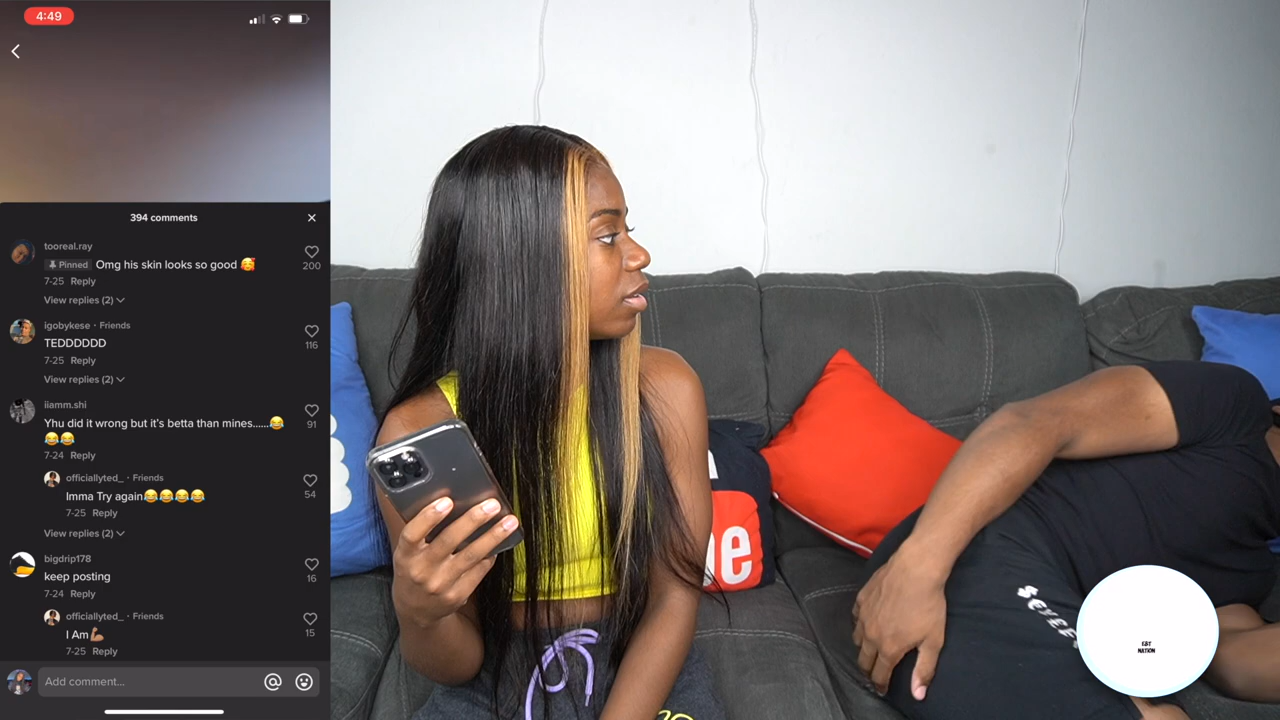 4:49
394 comments
tooreal.ray
Pinned Omg his skin looks so good 🥰
200
7-25 Reply
View replies (2)
igobykese · Friends
TEDDDDDD
116
7-25 Reply
View replies (2)
iiamm.shi
Yhu did it wrong but it's betta than mines......😂
😂😂
91
7-24 Reply
officiallyted_ · Friends
Imma Try again😂😂😂😂
54
7-25 Reply
View replies (2)
bigdrip178
keep posting
16
7-24 Reply
officiallyted_ · Friends
I Am💪🏾
15
7-25 Reply
Add comment...
e
NATION